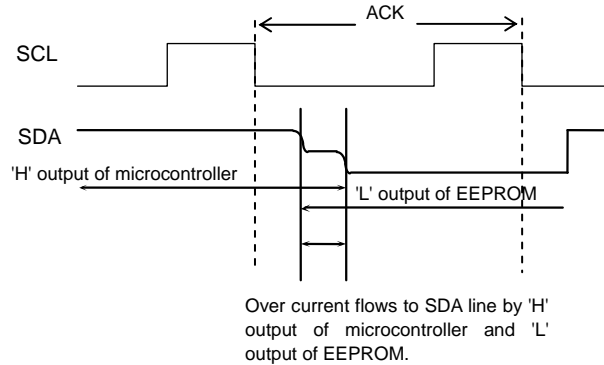 ACK
SCL
SDA
'H' output of microcontroller
'L' output of EEPROM
Over current flows to SDA line by 'H'
output of microcontroller and 'L'
output of EEPROM.